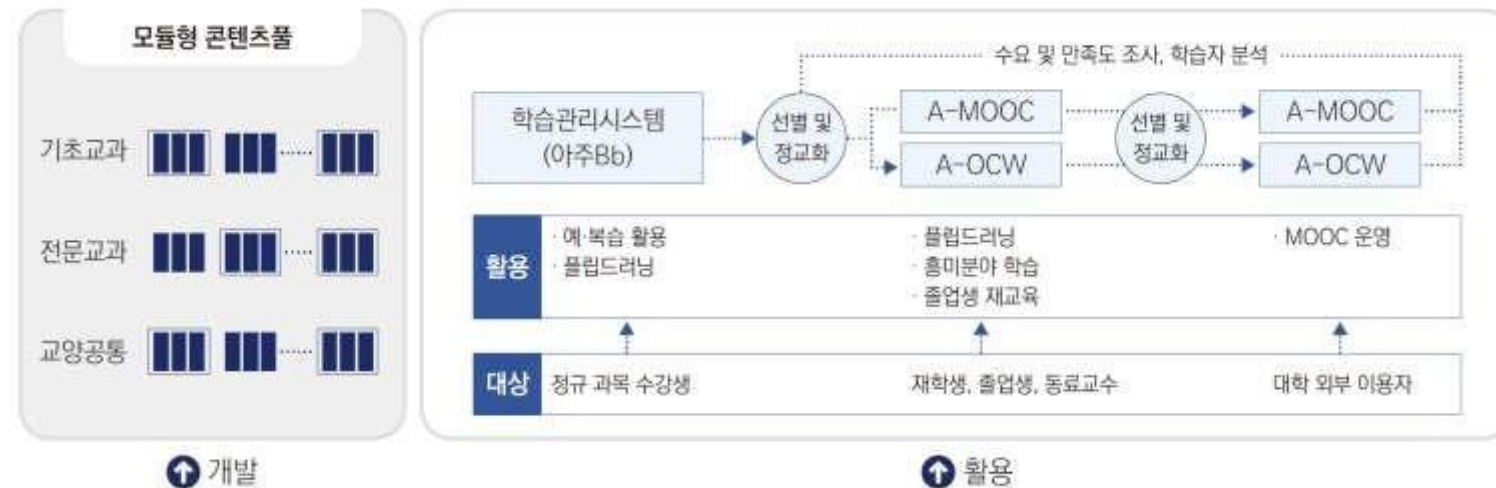 모듈형 콘텐츠풀
기초교과
전문교과
교양공통
개발
수요 및 만족도 조사, 학습자 분석
학습관리시스템
(아주Bb)
선별 및
정교화
A-MOOC
A-OCW
선별 및
정교화
A-MOOC
A-OCW
활용
· 예·복습 활용
· 플립드러닝
· 플립드러닝
· 흥미분야 학습
· 졸업생 재교육
· MOOC 운영
대상
정규 과목 수강생
재학생, 졸업생, 동료교수
대학 외부 이용자
활용